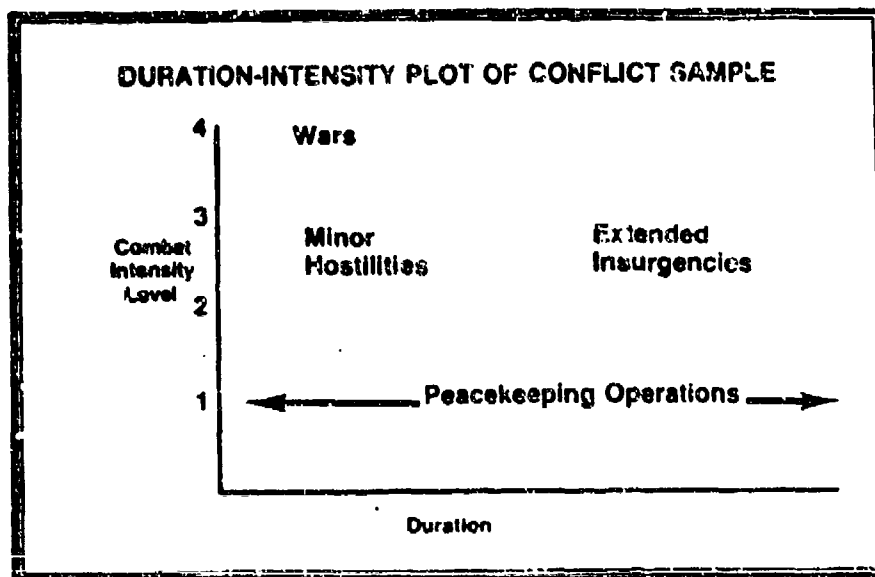 DURATION-INTENSITY PLOT OF CONFLICT SAMPLE
4
Wars
3
Minor
Hostilities
Extended
Insurgencies
Combat
Intensity
Level
2
1
Peacekeeping Operations
Duration